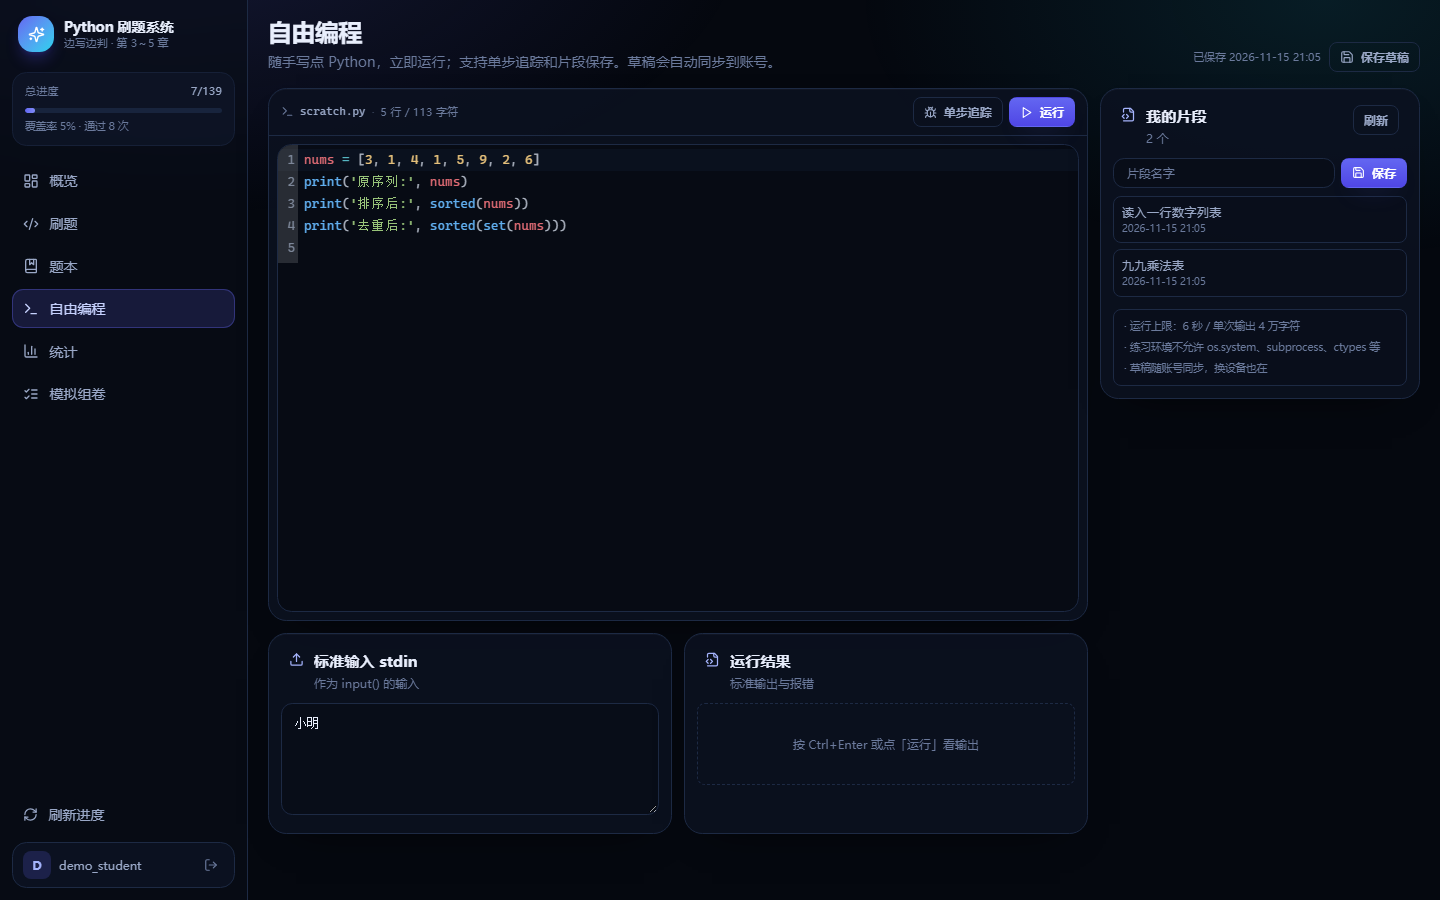 Python 刷题系统
边写边判 · 第 3 ~ 5 章
总进度 7/139
覆盖率 5% · 通过 8 次
概览
刷题
题本
自由编程
统计
模拟组卷
刷新进度
D demo_student
自由编程
随手写点 Python，立即运行；支持单步追踪和片段保存。草稿会自动同步到账号。
已保存 2026-11-15 21:05 保存草稿
scratch.py · 5 行 / 113 字符 单步追踪 运行
1 nums = [3, 1, 4, 1, 5, 9, 2, 6]
2 print('原序列:', nums)
3 print('排序后:', sorted(nums))
4 print('去重后:', sorted(set(nums)))
5
标准输入 stdin
作为 input() 的输入
小明
运行结果
标准输出与报错
按 Ctrl+Enter 或点「运行」看输出
我的片段 刷新
2 个
片段名字 保存
读入一行数字列表
2026-11-15 21:05
九九乘法表
2026-11-15 21:05
· 运行上限：6 秒 / 单次输出 4 万字符
· 练习环境不允许 os.system、subprocess、ctypes 等
· 草稿随账号同步，换设备也在